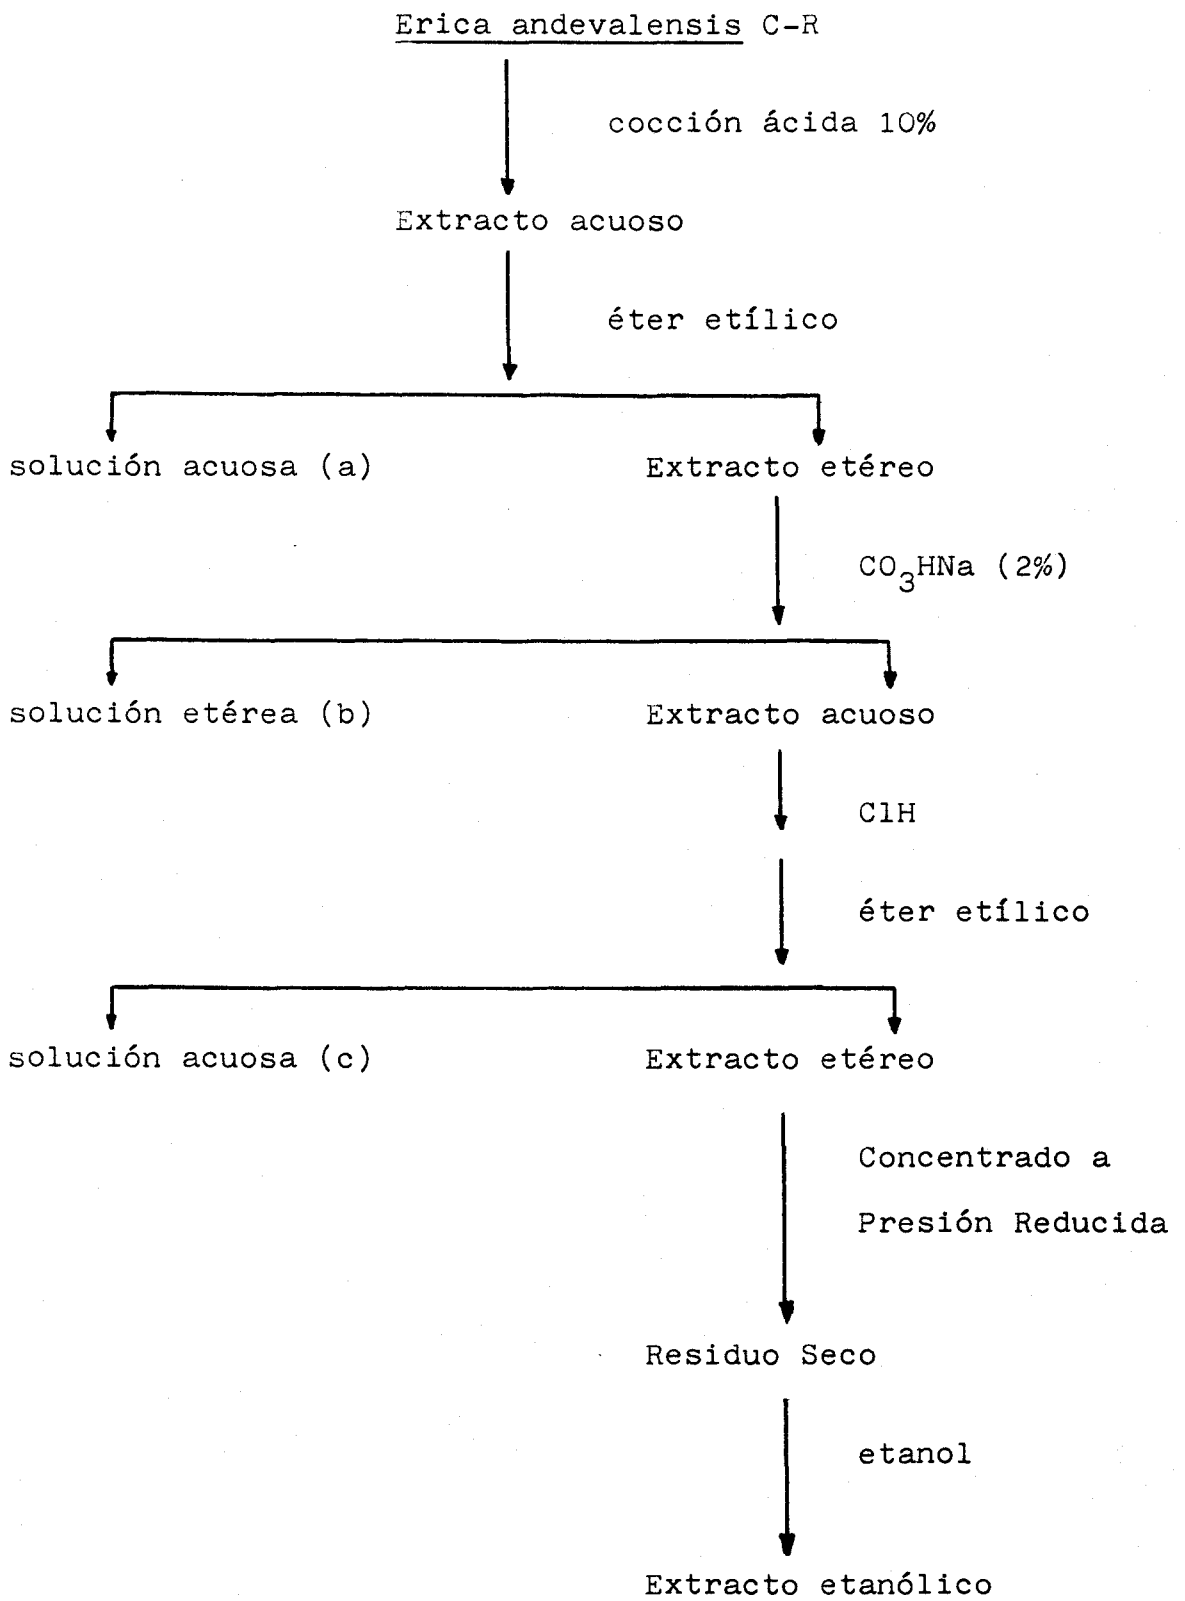 Erica andevalensis C-R
cocción ácida 10%
Extracto acuoso
éter etílico
solución acuosa (a)
Extracto etéreo
CO3HNa (2%)
solución etérea (b)
Extracto acuoso
ClH
éter etílico
solución acuosa (c)
Extracto etéreo
Concentrado a
Presión Reducida
Residuo Seco
etanol
Extracto etanólico